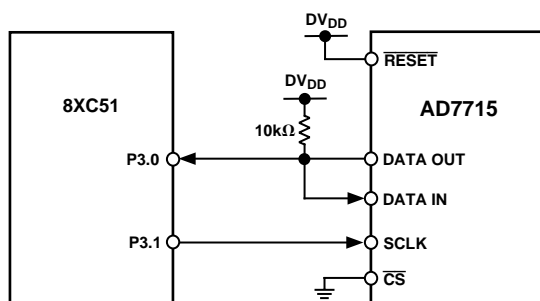 DVDD
RESET
DVDD
8XC51
AD7715
10kΩ
P3.0
DATA OUT
DATA IN
P3.1
SCLK
CS